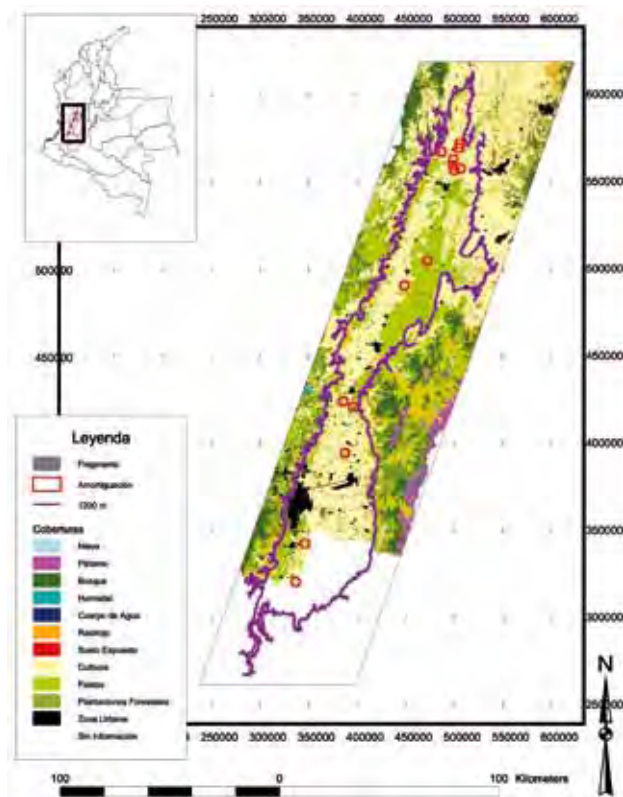 250000 300000 350000 400000 450000 500000 550000 600000
600000
550000
500000 500000
450000 450000
400000
350000
300000
250000
Leyenda
Fragmento
Amortiguación
1200 m
Coberturas
Nieve
Páramo
Bosque
Humedal
Cuerpo de Agua
Rastrojo
Suelo Expuesto
Cultivos
Pastos
Plantaciones Forestales
Zona Urbana
Sin Información
200000 250000 300000 350000 400000 450000 500000 550000 600000
N
100 0 100 Kilometers